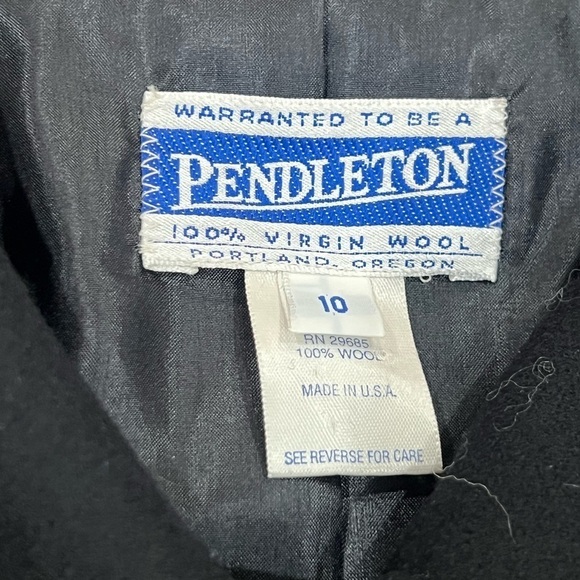 WARRANTED TO BE A
PENDLETON
100% VIRGIN WOOL
PORTLAND, OREGON
10
RN 29685
100% WOOL
MADE IN U.S.A.
SEE REVERSE FOR CARE